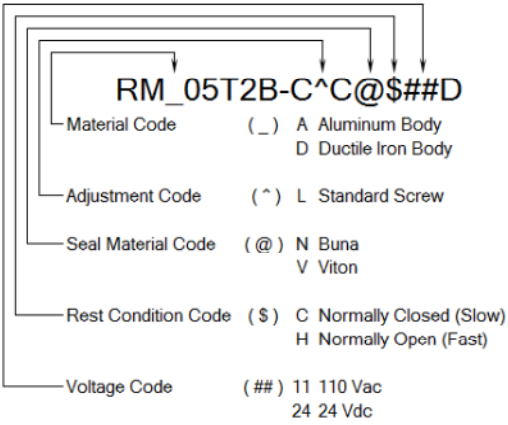 RM_05T2B-C^C@$##D
Material Code ( _ ) A Aluminum Body
D Ductile Iron Body
Adjustment Code ( ^ ) L Standard Screw
Seal Material Code ( @ ) N Buna
V Viton
Rest Condition Code ( $ ) C Normally Closed (Slow)
H Normally Open (Fast)
Voltage Code ( ## ) 11 110 Vac
24 24 Vdc